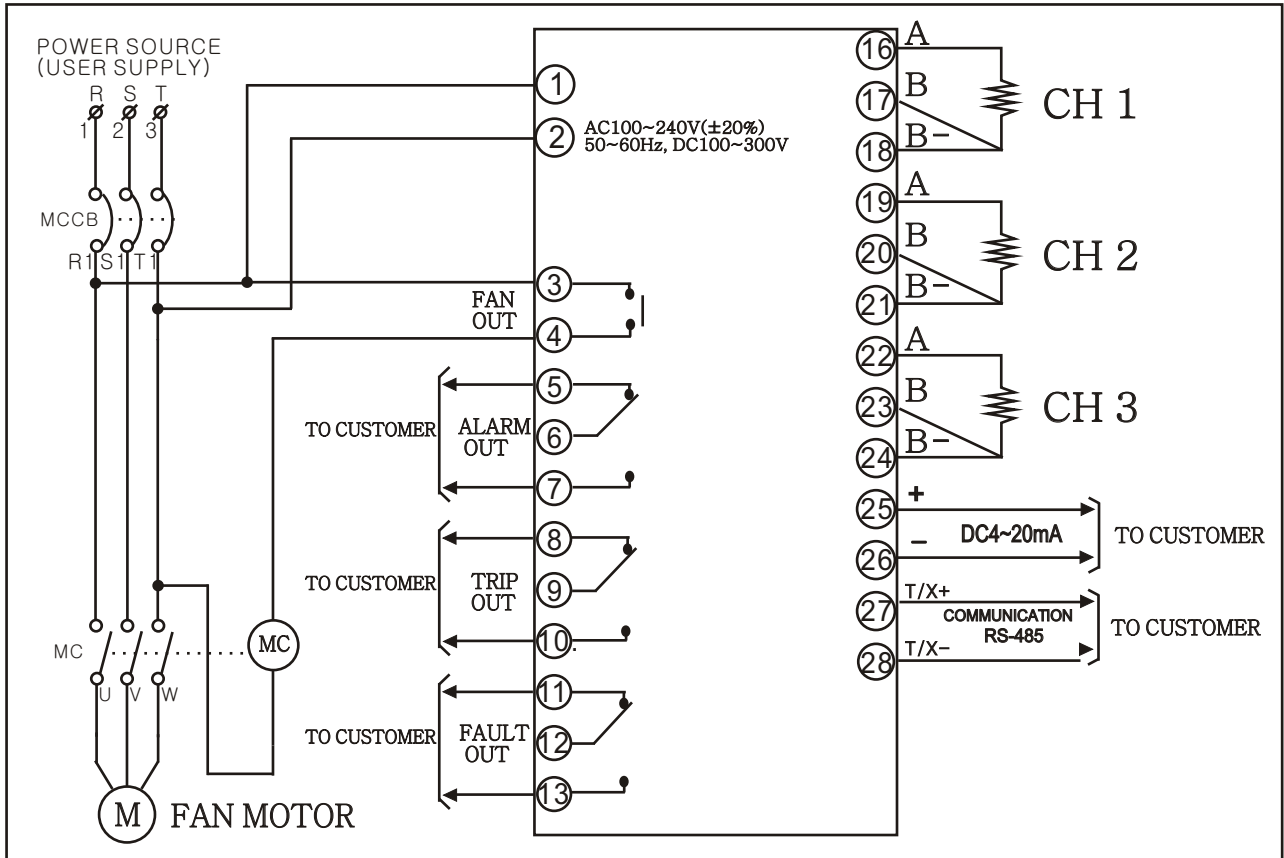 POWER SOURCE
(USER SUPPLY)
R S T
1 2 3
MCCB
R1 S1 T1
MC
U V W
M FAN MOTOR
MC
1
2 AC100~240V(±20%)
50~60Hz, DC100~300V
3
FAN
OUT
4
5
TO CUSTOMER ALARM
OUT
6
7
8
TO CUSTOMER TRIP
OUT
9
10.
11
TO CUSTOMER FAULT
OUT
12
13
16 A
17 B
18 B-
CH 1
19 A
20 B
21 B-
CH 2
22 A
23 B
24 B-
CH 3
25 +
26 −
DC4~20mA
TO CUSTOMER
27 T/X+
COMMUNICATION
RS-485
28 T/X−
TO CUSTOMER